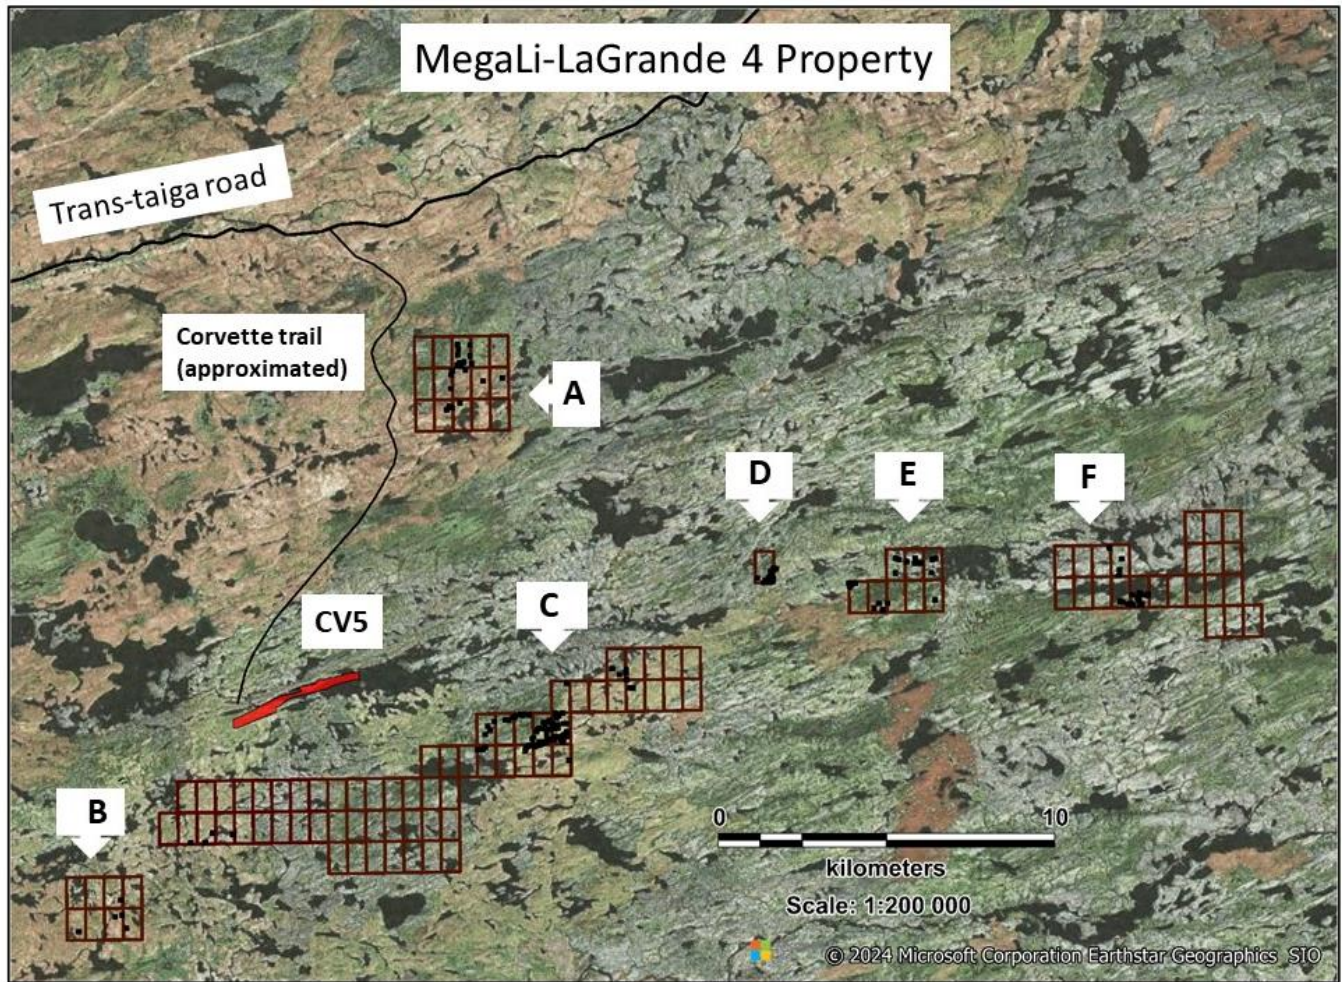 MegaLi-LaGrande 4 Property
Trans-taiga road
Corvette trail
(approximated)
A
D
E
F
C
CV5
B
0
10
kilometers
Scale: 1:200 000
© 2024 Microsoft Corporation Earthstar Geographics SIO